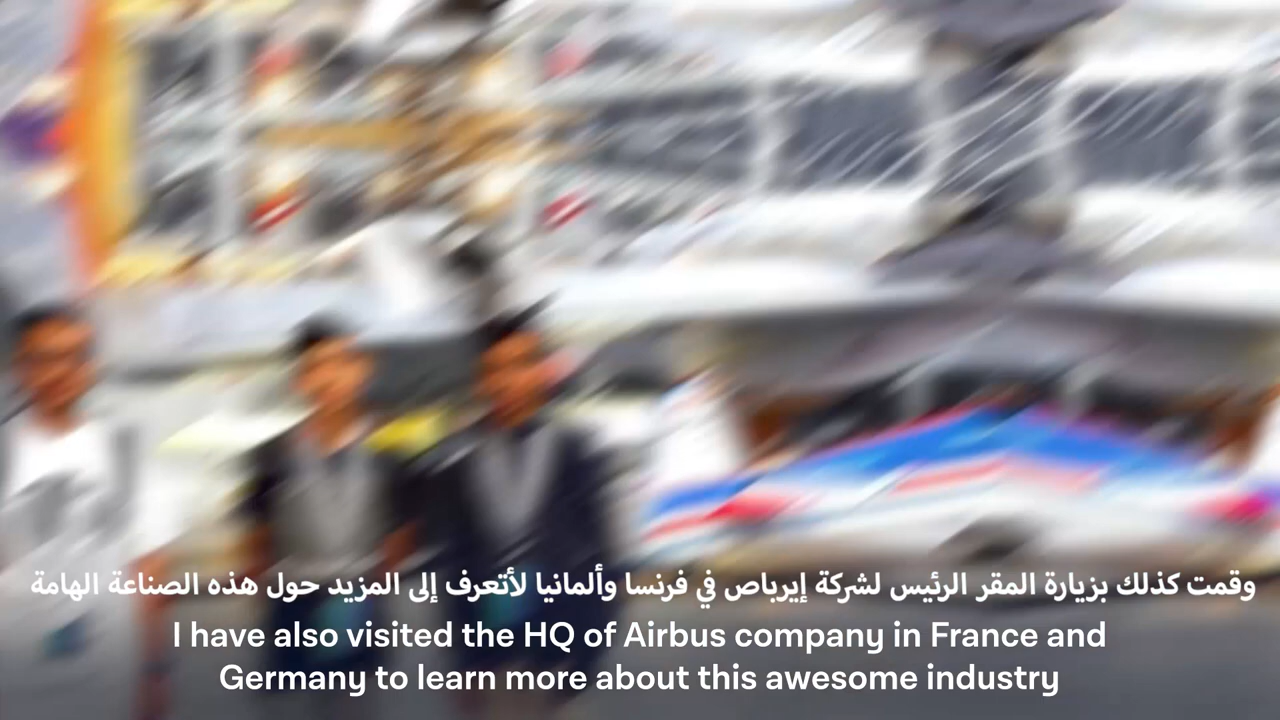 وقمت كذلك بزيارة المقر الرئيس لشركة إيرباص في فرنسا وألمانيا لأتعرف إلى المزيد حول هذه الصناعة الهامة
I have also visited the HQ of Airbus company in France and
Germany to learn more about this awesome industry